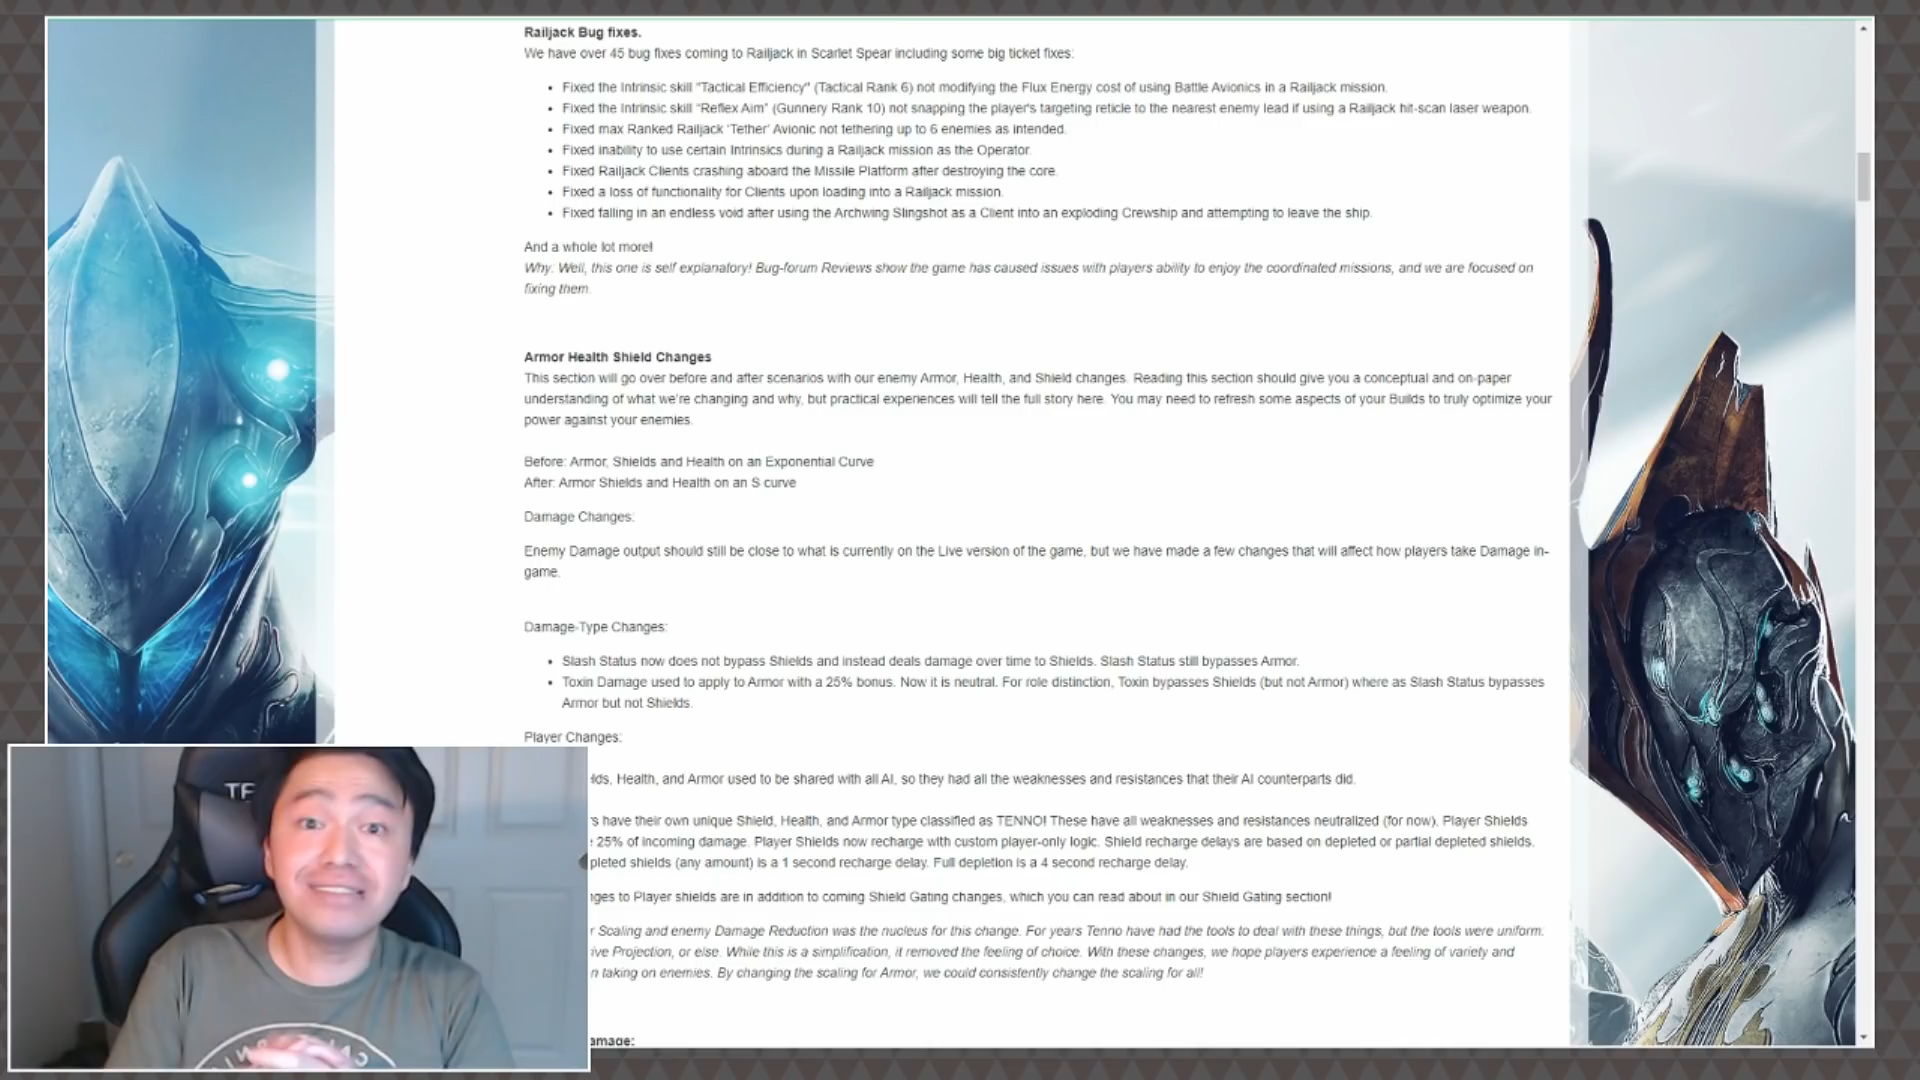 Railjack Bug fixes.
We have over 45 bug fixes coming to Railjack in Scarlet Spear including some big ticket fixes:
• Fixed the Intrinsic skill "Tactical Efficiency" (Tactical Rank 6) not modifying the Flux Energy cost of using Battle Avionics in a Railjack mission.
• Fixed the Intrinsic skill "Reflex Aim" (Gunnery Rank 10) not snapping the player's targeting reticle to the nearest enemy lead if using a Railjack hit-scan laser weapon.
• Fixed max Ranked Railjack 'Tether' Avionic not tethering up to 6 enemies as intended.
• Fixed inability to use certain Intrinsics during a Railjack mission as the Operator.
• Fixed Railjack Clients crashing aboard the Missile Platform after destroying the core.
• Fixed a loss of functionality for Clients upon loading into a Railjack mission.
• Fixed falling in an endless void after using the Archwing Slingshot as a Client into an exploding Crewship and attempting to leave the ship.
And a whole lot more!
Why: Well, this one is self explanatory! Bug-forum Reviews show the game has caused issues with players ability to enjoy the coordinated missions, and we are focused on
fixing them.
Armor Health Shield Changes
This section will go over before and after scenarios with our enemy Armor, Health, and Shield changes. Reading this section should give you a conceptual and on-paper
understanding of what we're changing and why, but practical experiences will tell the full story here. You may need to refresh some aspects of your Builds to truly optimize your
power against your enemies.
Before: Armor, Shields and Health on an Exponential Curve
After: Armor Shields and Health on an S curve
Damage Changes:
Enemy Damage output should still be close to what is currently on the Live version of the game, but we have made a few changes that will affect how players take Damage in-
game.
Damage-Type Changes:
• Slash Status now does not bypass Shields and instead deals damage over time to Shields. Slash Status still bypasses Armor.
• Toxin Damage used to apply to Armor with a 25% bonus. Now it is neutral. For role distinction, Toxin bypasses Shields (but not Armor) where as Slash Status bypasses
Armor but not Shields.
Player Changes:
lds, Health, and Armor used to be shared with all AI, so they had all the weaknesses and resistances that their AI counterparts did.
s have their own unique Shield, Health, and Armor type classified as TENNO! These have all weaknesses and resistances neutralized (for now). Player Shields
25% of incoming damage. Player Shields now recharge with custom player-only logic. Shield recharge delays are based on depleted or partial depleted shields.
pleted shields (any amount) is a 1 second recharge delay. Full depletion is a 4 second recharge delay.
nges to Player shields are in addition to coming Shield Gating changes, which you can read about in our Shield Gating section!
r Scaling and enemy Damage Reduction was the nucleus for this change. For years Tenno have had the tools to deal with these things, but the tools were uniform.
ive Projection, or else. While this is a simplification, it removed the feeling of choice. With these changes, we hope players experience a feeling of variety and
n taking on enemies. By changing the scaling for Armor, we could consistently change the scaling for all!
amage: